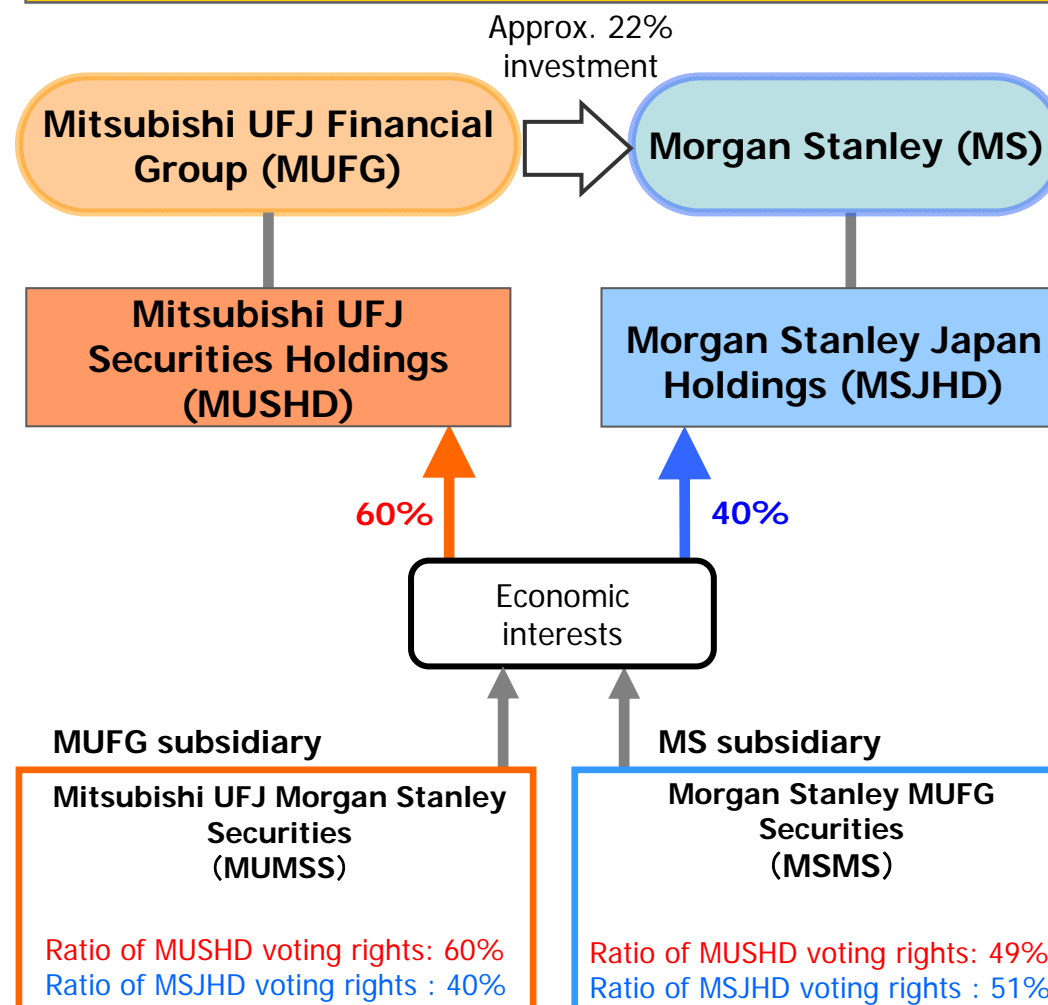 Approx. 22%
investment
Mitsubishi UFJ Financial
Group (MUFG)
Morgan Stanley (MS)
Mitsubishi UFJ
Securities Holdings
(MUSHD)
Morgan Stanley Japan
Holdings (MSJHD)
60%
40%
Economic
interests
MUFG subsidiary
MS subsidiary
Mitsubishi UFJ Morgan Stanley
Securities
(MUMSS)
Ratio of MUSHD voting rights: 60%
Ratio of MSJHD voting rights : 40%
Morgan Stanley MUFG
Securities
(MSMS)
Ratio of MUSHD voting rights: 49%
Ratio of MSJHD voting rights : 51%